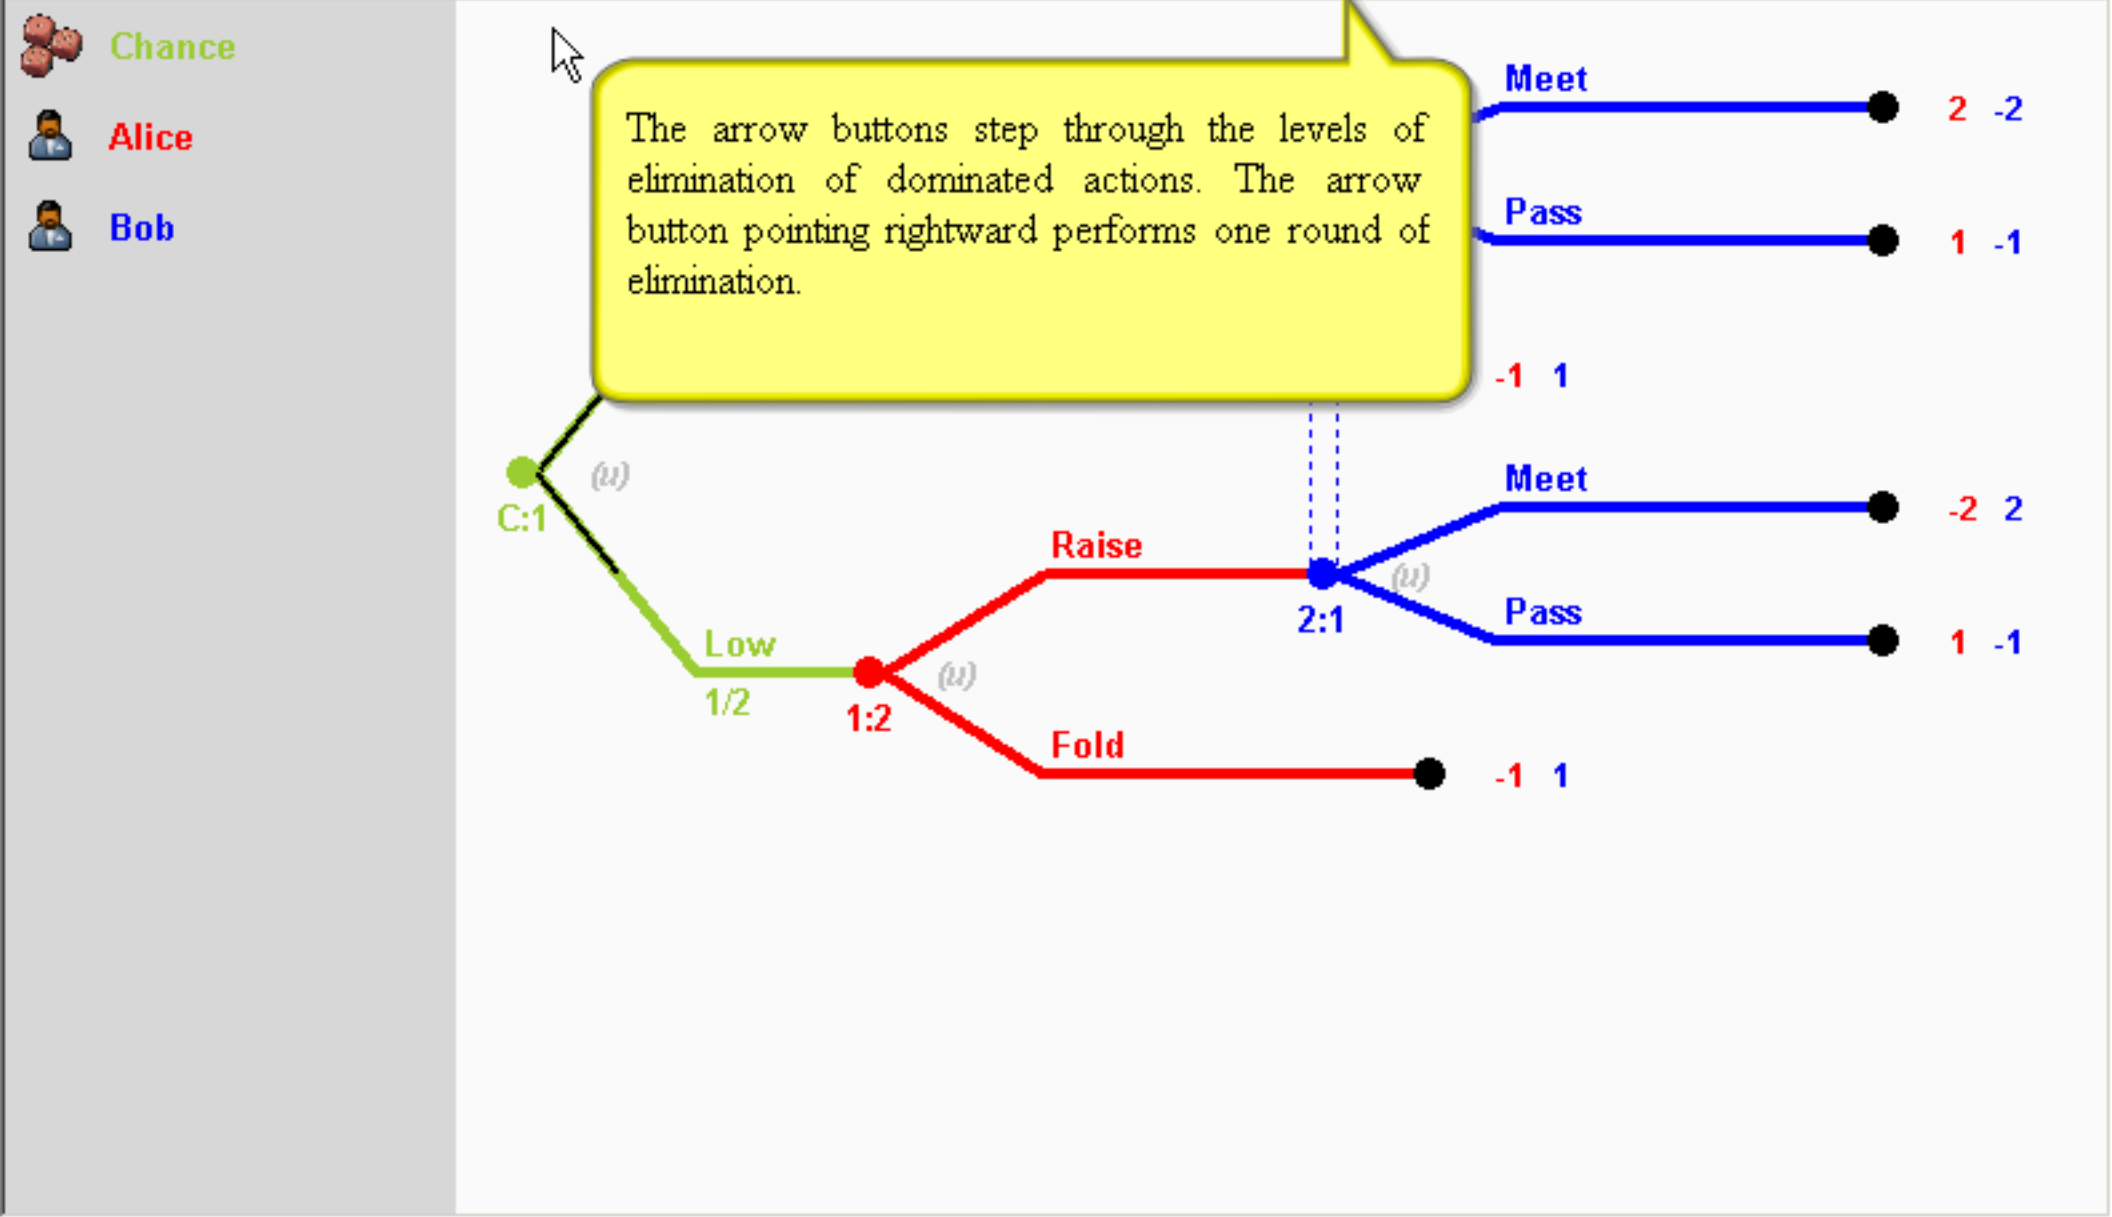 Chance
Alice
Bob
The arrow buttons step through the levels of
elimination of dominated actions. The arrow
button pointing rightward performs one round of
elimination.
Meet
2 -2
Pass
1 -1
-1 1
(u)
C:1
Meet
-2 2
Raise
(u)
2:1
Pass
1 -1
Low
1/2
(u)
1:2
Fold
-1 1